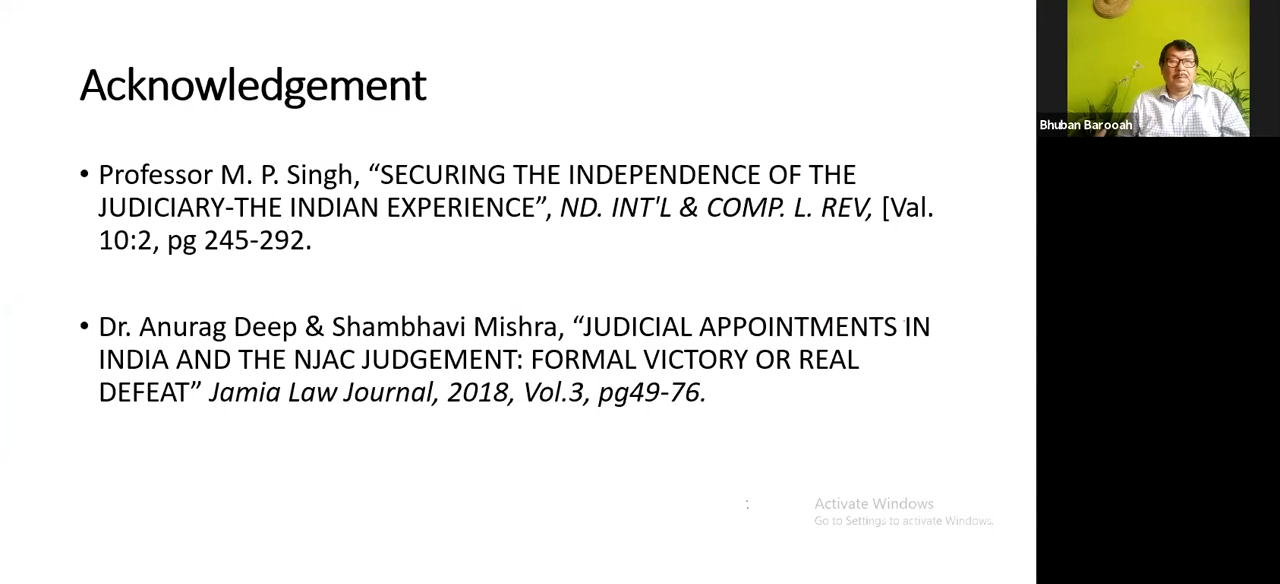 Acknowledgement
• Professor M. P. Singh, “SECURING THE INDEPENDENCE OF THE
JUDICIARY-THE INDIAN EXPERIENCE”, ND. INT'L & COMP. L. REV, [Val.
10:2, pg 245-292.
• Dr. Anurag Deep & Shambhavi Mishra, “JUDICIAL APPOINTMENTS IN
INDIA AND THE NJAC JUDGEMENT: FORMAL VICTORY OR REAL
DEFEAT” Jamia Law Journal, 2018, Vol.3, pg49-76.
:
Activate Windows
Go to Settings to activate Windows.
Bhuban Barooah